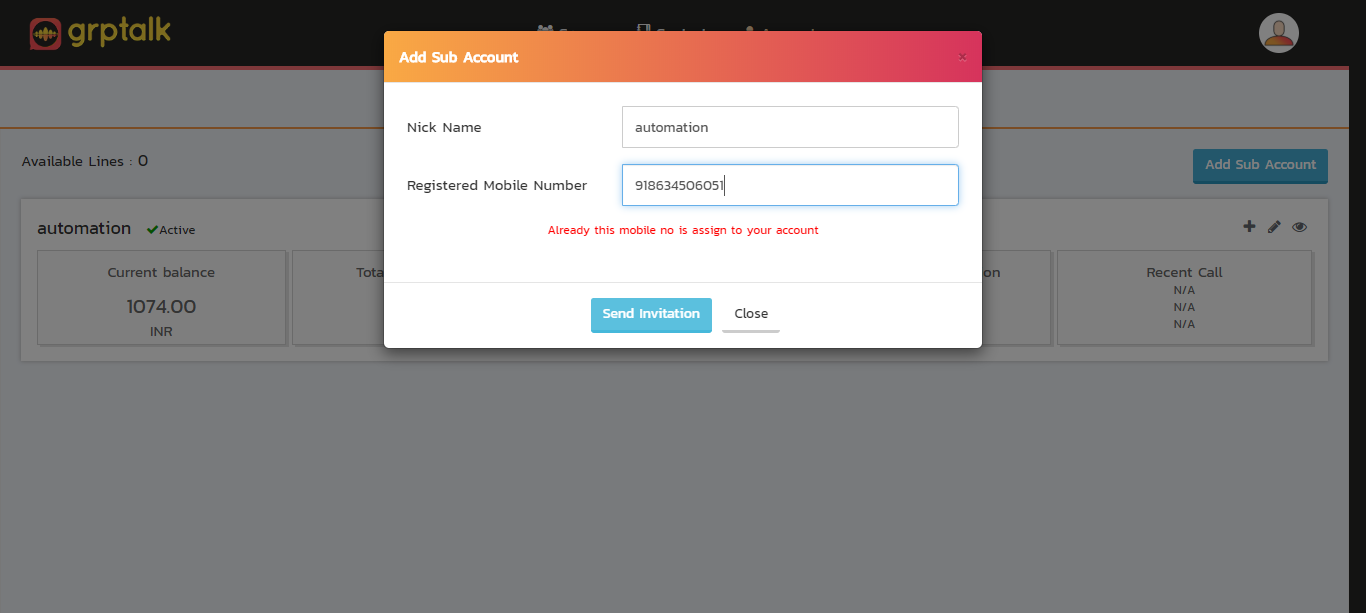 grptalk
Add Sub Account
×
Nick Name
automation
Available Lines : 0
Add Sub Account
Registered Mobile Number
918634506051
automation
Active
Already this mobile no is assign to your account
Current balance
1074.00
INR
Tota
on
Recent Call
N/A
N/A
N/A
Send Invitation
Close